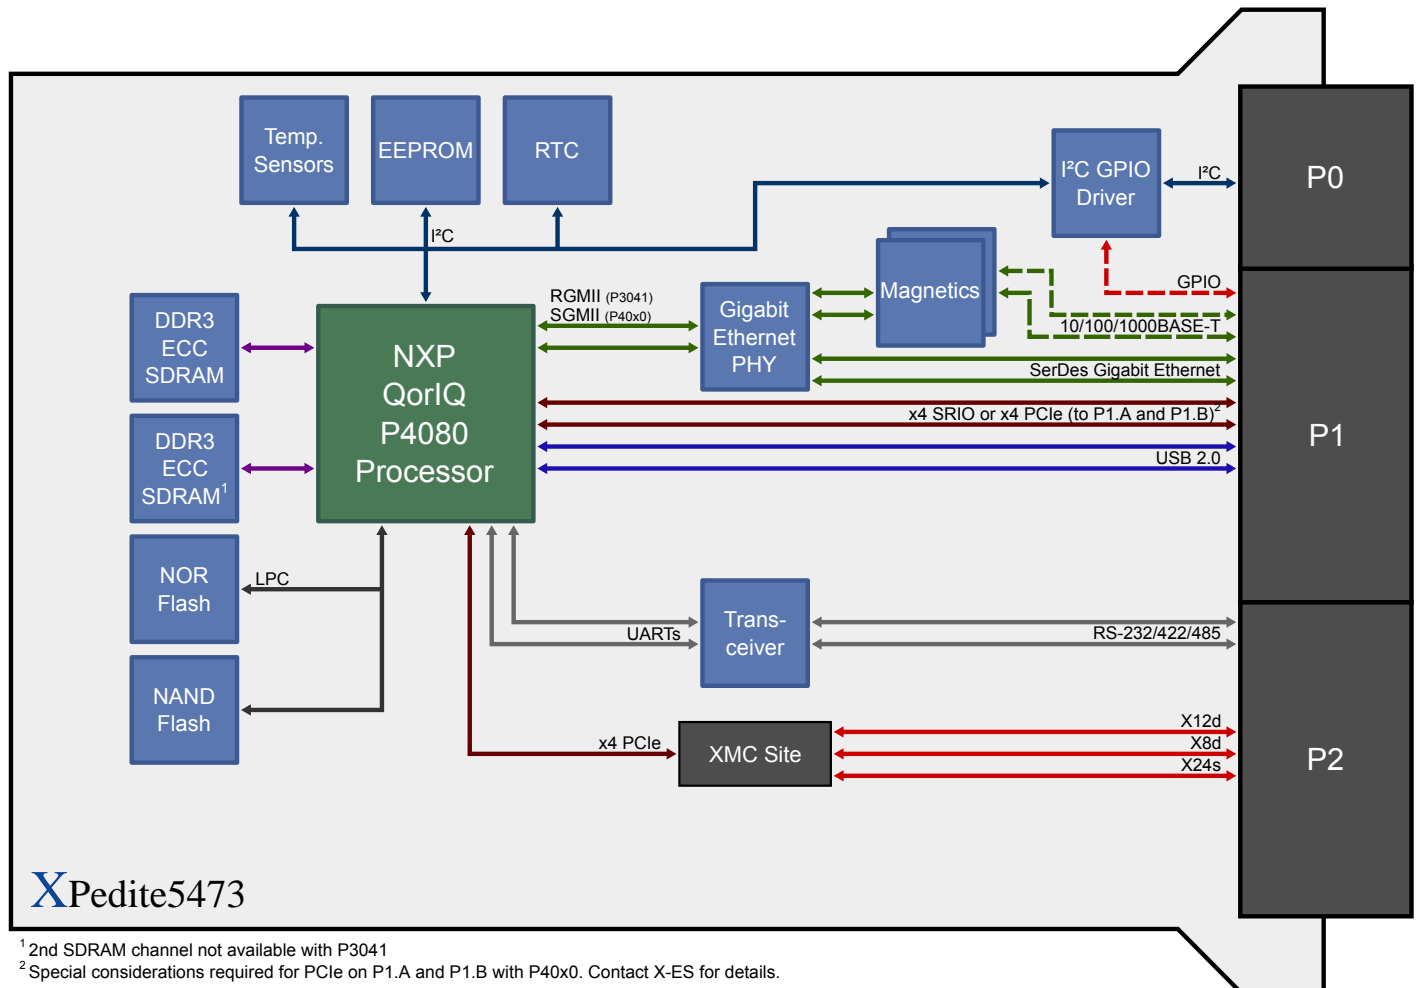 Temp.
Sensors
EEPROM
RTC
I²C GPIO
Driver
I²C
P0
I²C
GPIO
Magnetics
RGMII (P3041)
SGMII (P40x0)
Gigabit
Ethernet
PHY
10/100/1000BASE-T
SerDes Gigabit Ethernet
DDR3
ECC
SDRAM
NXP
QorIQ
P4080
Processor
x4 SRIO or x4 PCIe (to P1.A and P1.B)²
USB 2.0
P1
DDR3
ECC
SDRAM¹
NOR
Flash
LPC
UARTs
Trans-
ceiver
RS-232/422/485
NAND
Flash
x4 PCIe
XMC Site
X12d
X8d
X24s
P2
XPedite5473
¹ 2nd SDRAM channel not available with P3041
² Special considerations required for PCIe on P1.A and P1.B with P40x0. Contact X-ES for details.